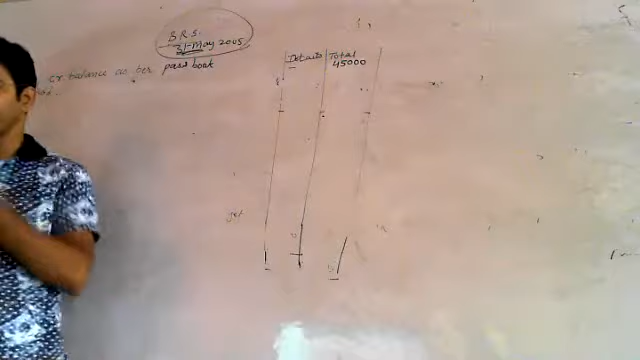 B.R.S.
31-May 2005
Details Total
45000
cr balance as per pass book